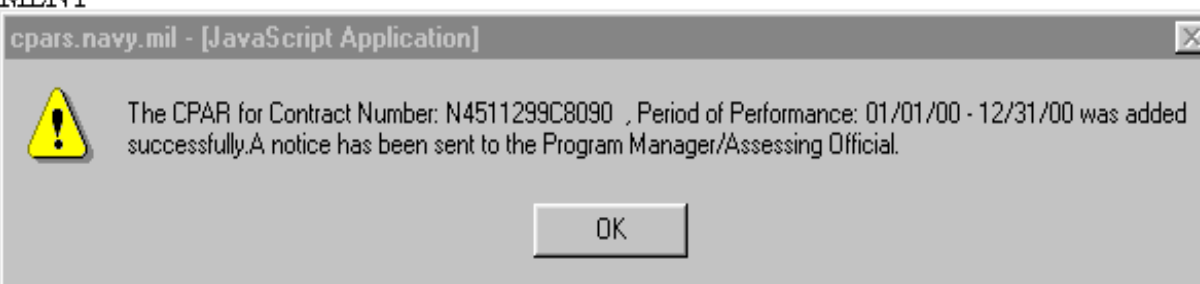 cpars.navy.mil - [JavaScript Application]
The CPAR for Contract Number: N4511299C8090 , Period of Performance: 01/01/00 - 12/31/00 was added
successfully.A notice has been sent to the Program Manager/Assessing Official.
OK